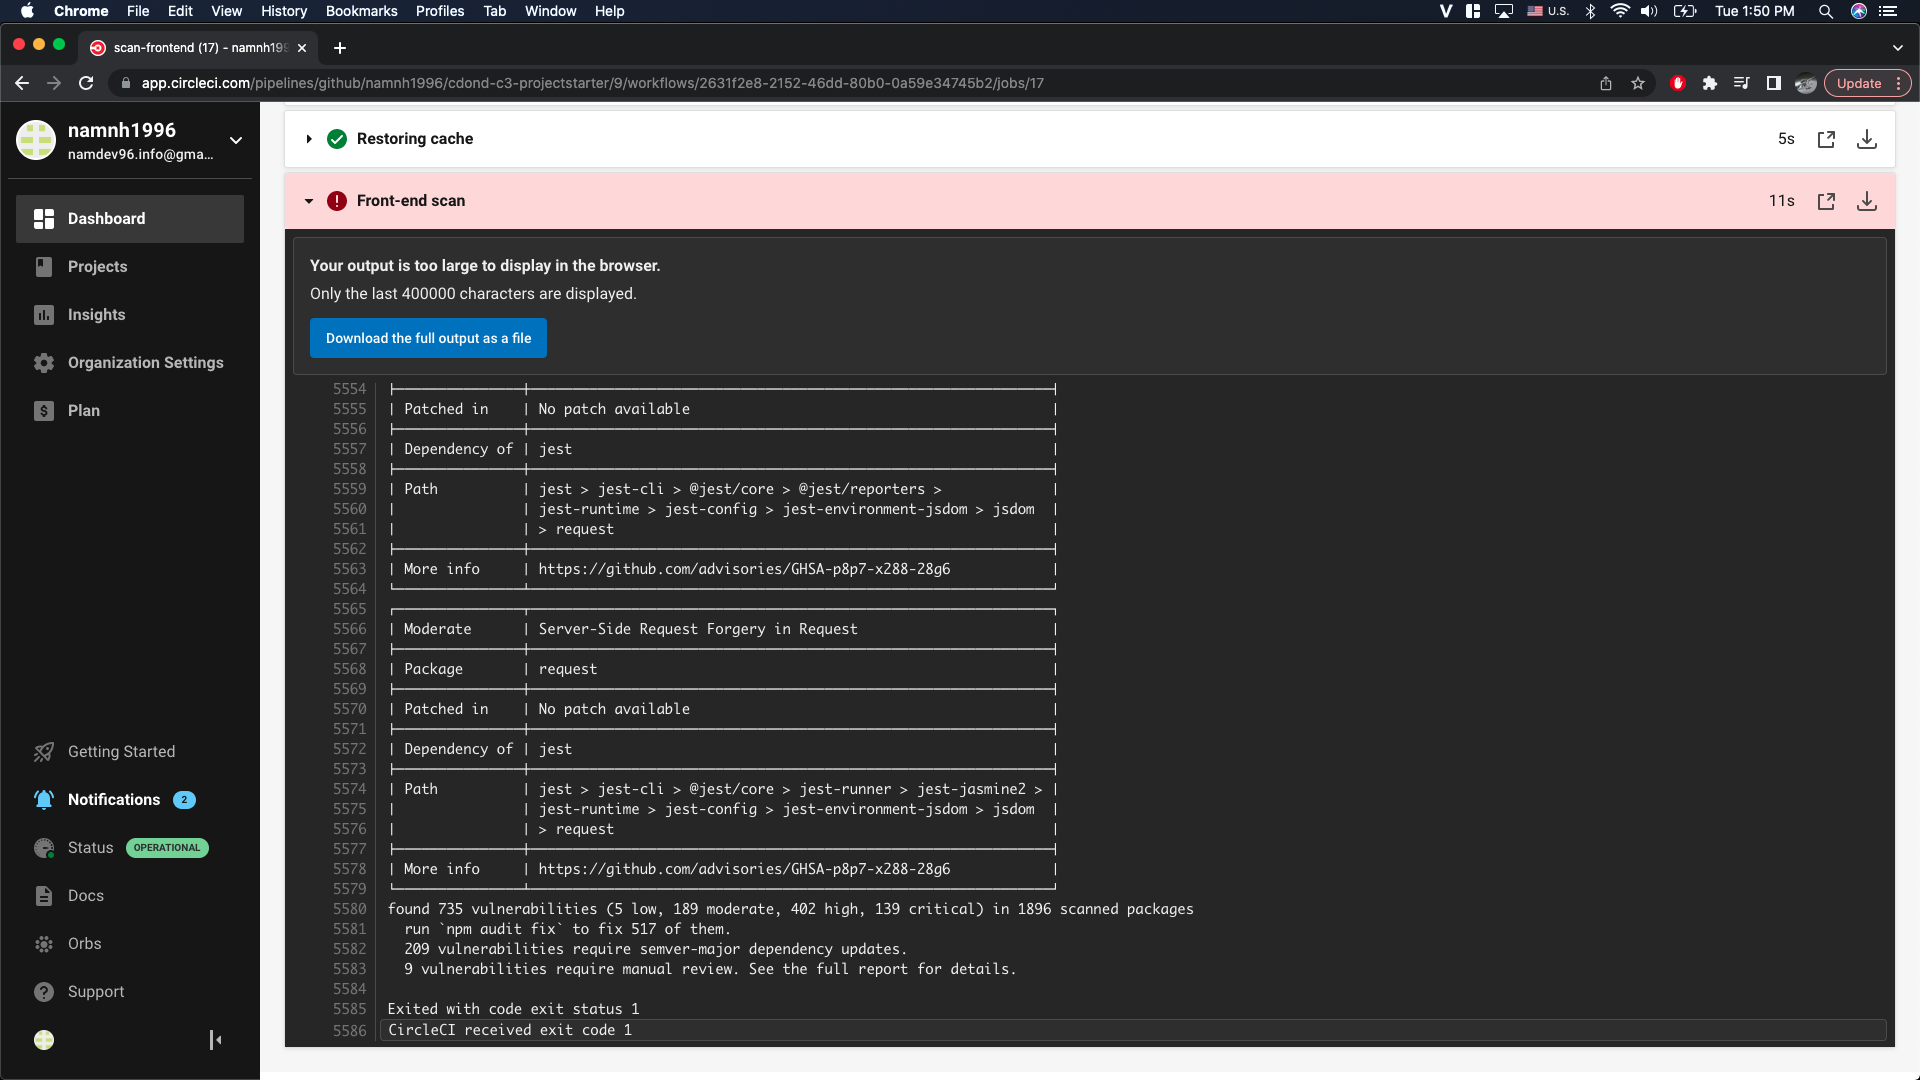 Chrome File Edit View History Bookmarks Profiles Tab Window Help U.S. Tue 1:50 PM
scan-frontend (17) - namnh199
app.circleci.com/pipelines/github/namnh1996/cdond-c3-projectstarter/9/workflows/2631f2e8-2152-46dd-80b0-0a59e34745b2/jobs/17 Update
namnh1996
namdev96.info@gma...
Dashboard
Projects
Insights
Organization Settings
Plan
Getting Started
Notifications 2
Status OPERATIONAL
Docs
Orbs
Support
Restoring cache 5s
Front-end scan 11s
Your output is too large to display in the browser.
Only the last 400000 characters are displayed.
Download the full output as a file
5554
5555 | Patched in | No patch available |
5556
5557 | Dependency of | jest |
5558
5559 | Path | jest > jest-cli > @jest/core > @jest/reporters > |
5560 | | jest-runtime > jest-config > jest-environment-jsdom > jsdom |
5561 | | > request |
5562
5563 | More info | https://github.com/advisories/GHSA-p8p7-x288-28g6 |
5564
5565
5566 | Moderate | Server-Side Request Forgery in Request |
5567
5568 | Package | request |
5569
5570 | Patched in | No patch available |
5571
5572 | Dependency of | jest |
5573
5574 | Path | jest > jest-cli > @jest/core > jest-runner > jest-jasmine2 > |
5575 | | jest-runtime > jest-config > jest-environment-jsdom > jsdom |
5576 | | > request |
5577
5578 | More info | https://github.com/advisories/GHSA-p8p7-x288-28g6 |
5579
5580 found 735 vulnerabilities (5 low, 189 moderate, 402 high, 139 critical) in 1896 scanned packages
5581 run `npm audit fix` to fix 517 of them.
5582 209 vulnerabilities require semver-major dependency updates.
5583 9 vulnerabilities require manual review. See the full report for details.
5584
5585 Exited with code exit status 1
5586 CircleCI received exit code 1